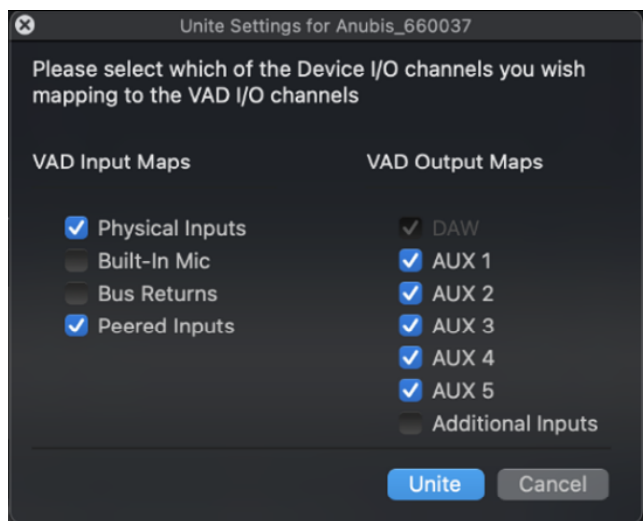 Unite Settings for Anubis_660037
Please select which of the Device I/O channels you wish
mapping to the VAD I/O channels
VAD Input Maps
VAD Output Maps
Physical Inputs
Built-In Mic
Bus Returns
Peered Inputs
DAW
AUX 1
AUX 2
AUX 3
AUX 4
AUX 5
Additional Inputs
Unite
Cancel